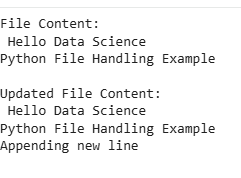 File Content:
 Hello Data Science
Python File Handling Example

Updated File Content:
 Hello Data Science
Python File Handling Example
Appending new line